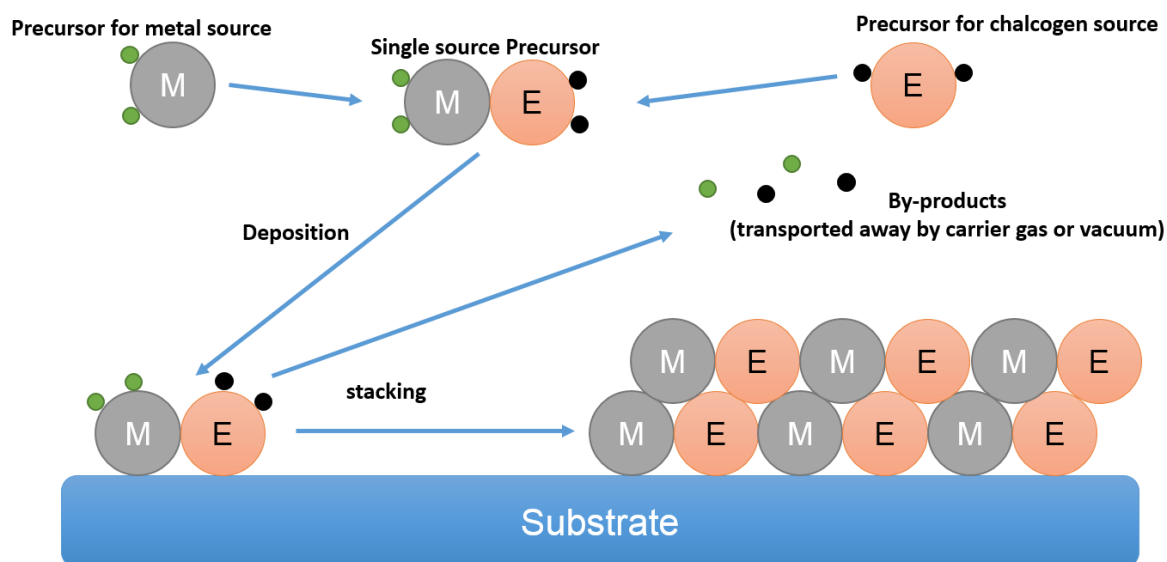 Precursor for metal source
Single source Precursor
Precursor for chalcogen source
M
M
E
E
By-products
(transported away by carrier gas or vacuum)
Deposition
stacking
M
E
M
E
M
E
M
E
M
E
M
E
M
E
Substrate